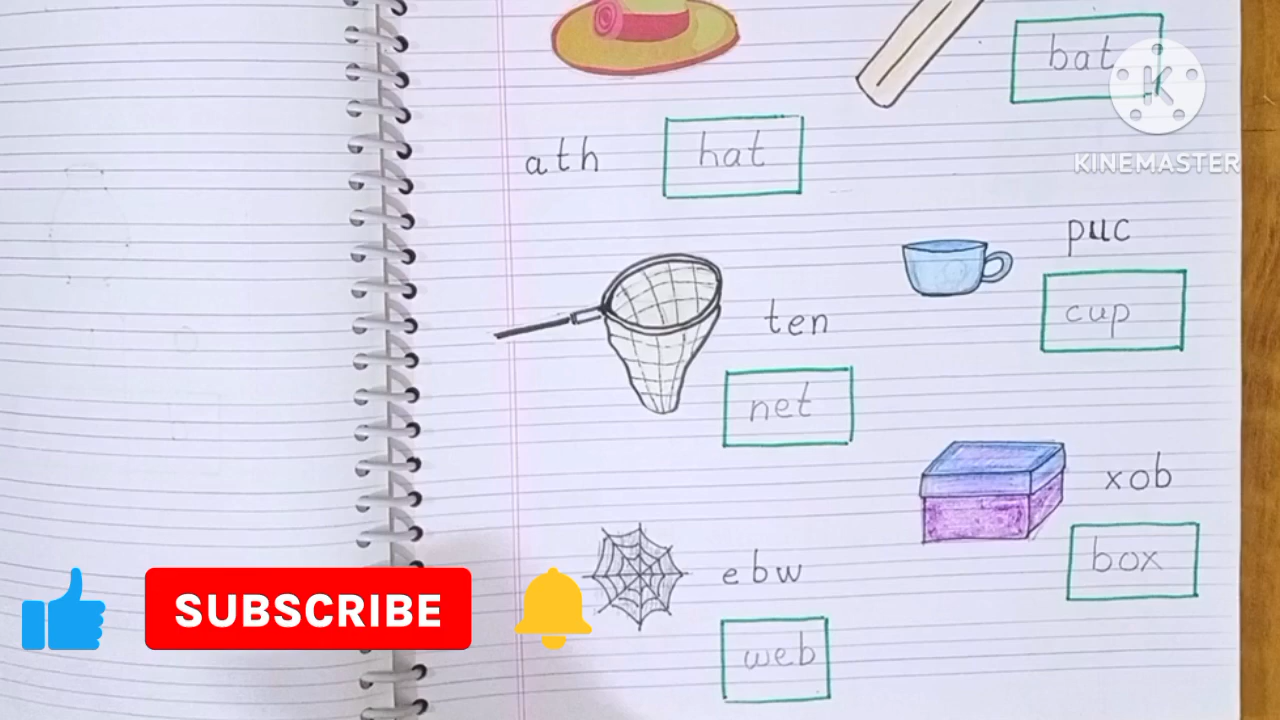 bat
KINEMASTER
ath hat
puc
cup
ten
net
xob
box
ebw
web
SUBSCRIBE